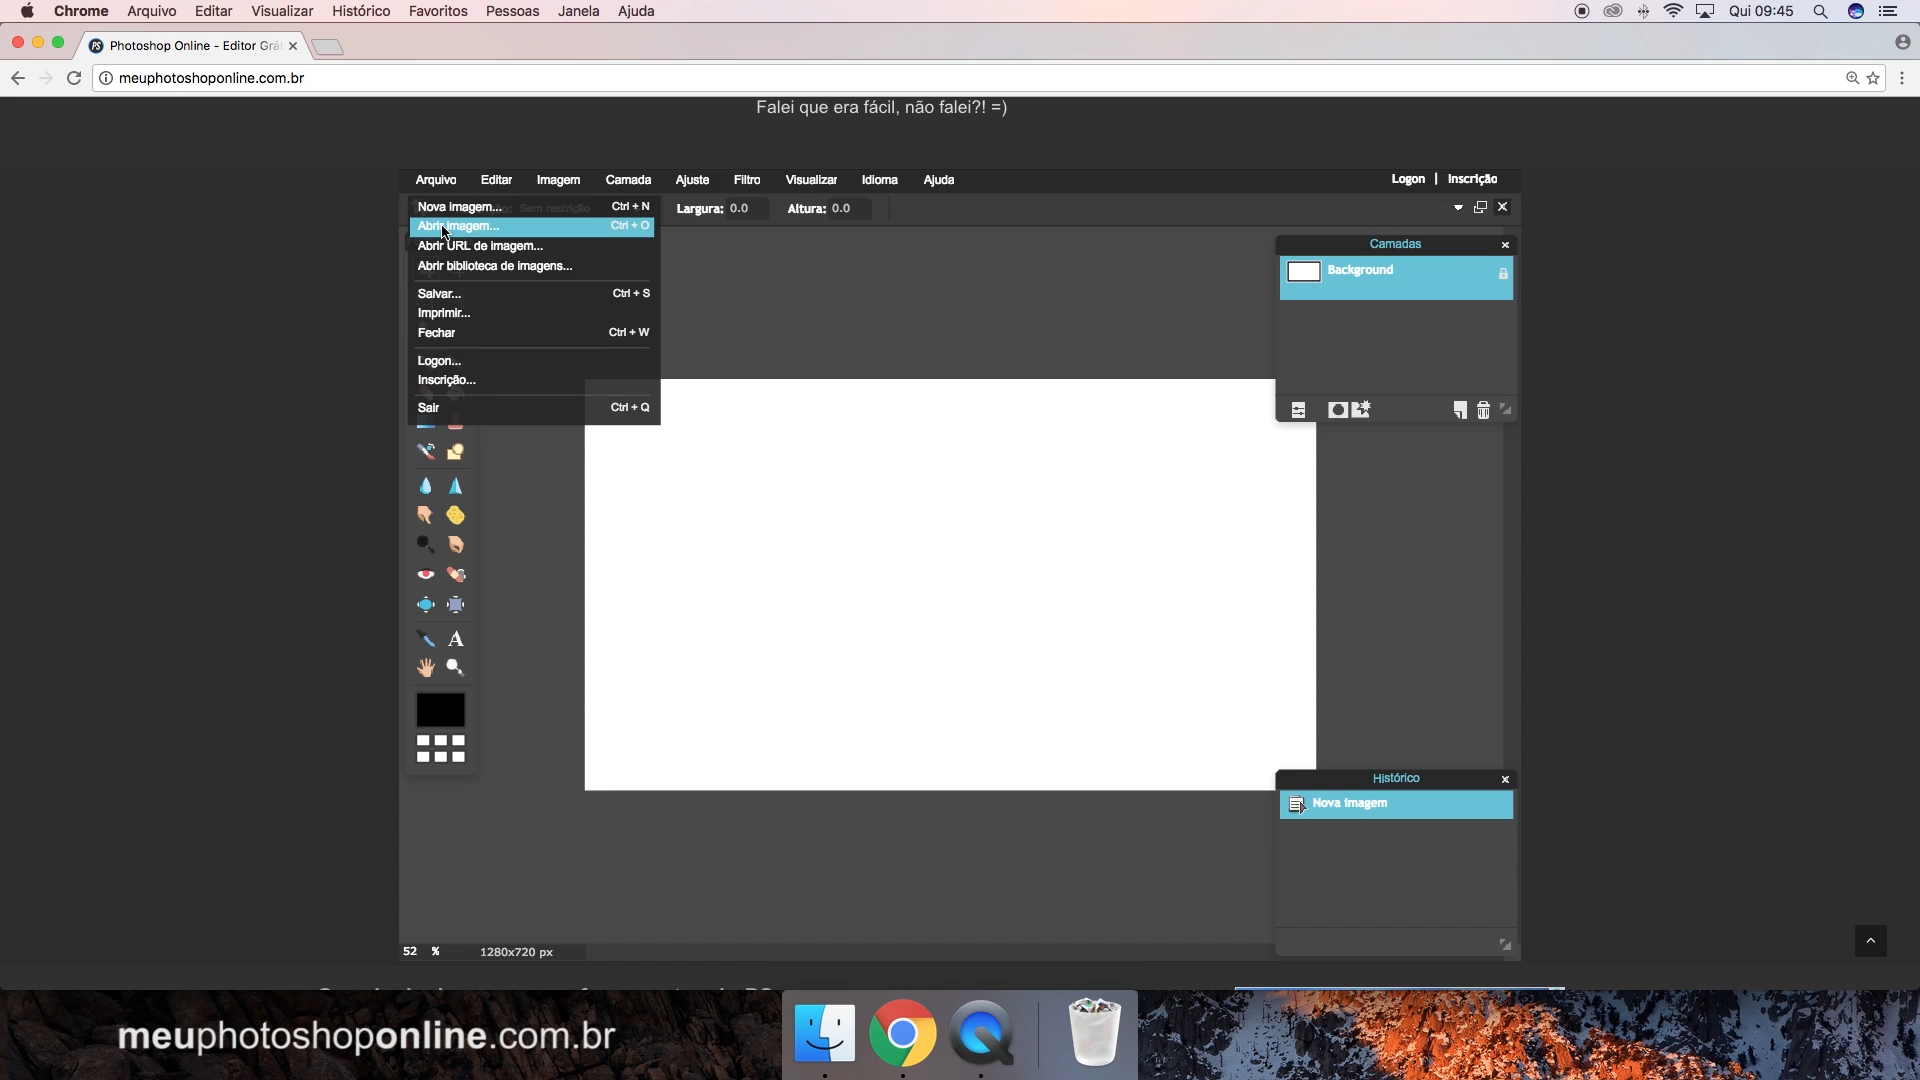 Chrome Arquivo Editar Visualizar Histórico Favoritos Pessoas Janela Ajuda Qui 09:45
Photoshop Online - Editor Grá
meuphotoshoponline.com.br
Falei que era fácil, não falei?! =)
Arquivo Editar Imagem Camada Ajuste Filtro Visualizar Idioma Ajuda Logon | Inscrição
Nova imagem... Ctrl + N
Sem restrição
Largura: 0.0 Altura: 0.0
Abrir imagem... Ctrl + O
Abrir URL de imagem...
Abrir biblioteca de imagens...
Salvar... Ctrl + S
Imprimir...
Fechar Ctrl + W
Logon...
Inscrição...
Sair Ctrl + Q
Camadas
Background
Histórico
Nova imagem
52 % 1280x720 px
meuphotoshoponline.com.br